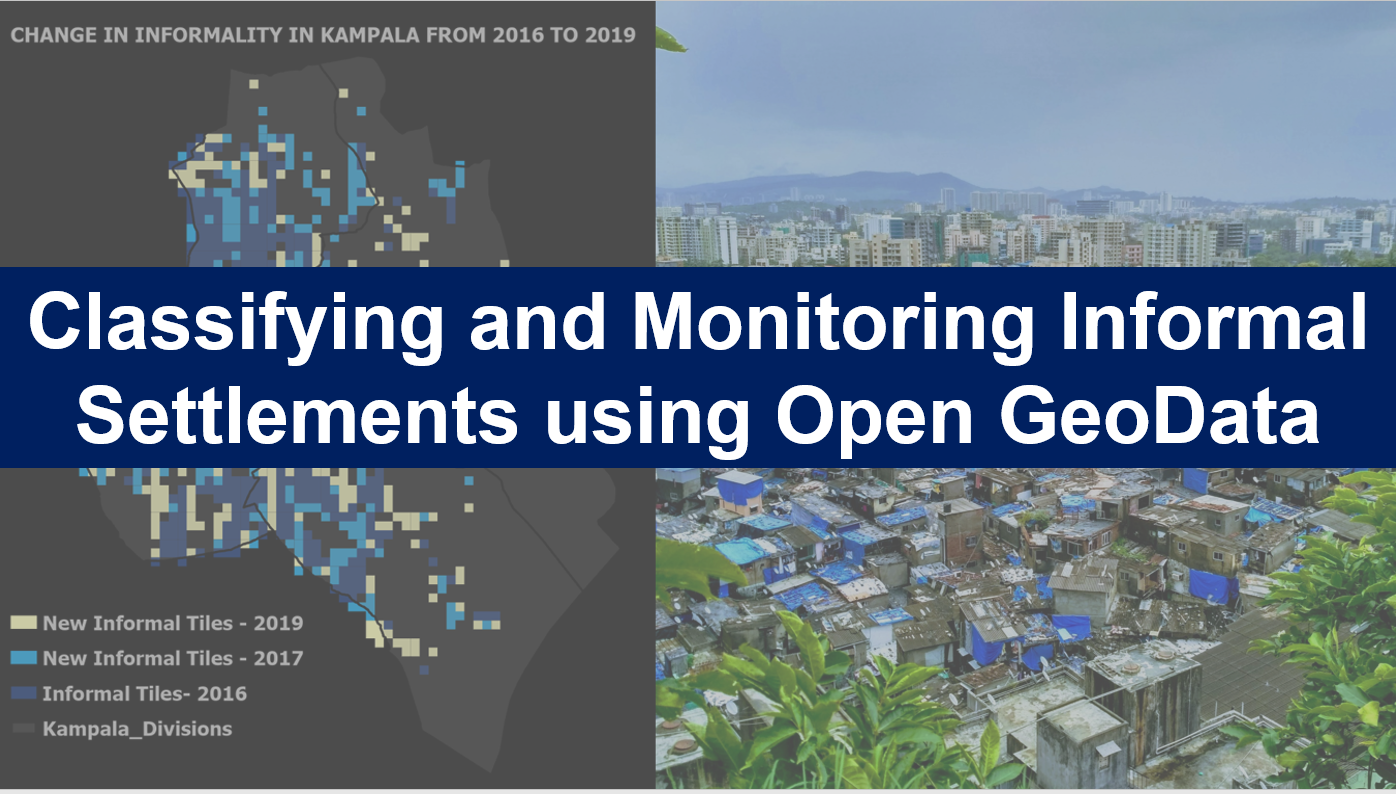 CHANGE IN INFORMALITY IN KAMPALA FROM 2016 TO 2019
Classifying and Monitoring Informal
Settlements using Open GeoData
New Informal Tiles - 2019
New Informal Tiles - 2017
Informal Tiles- 2016
Kampala_Divisions